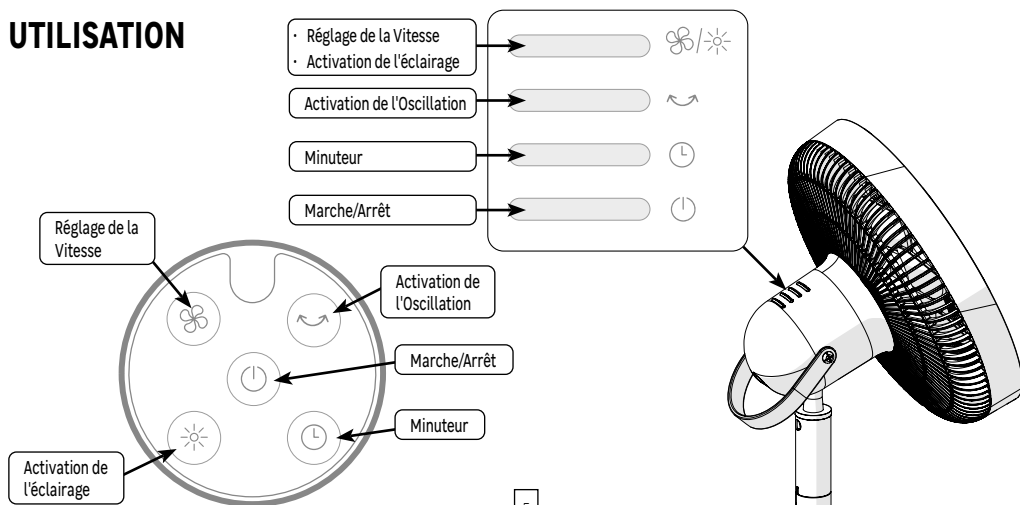 UTILISATION
· Réglage de la Vitesse
· Activation de l'éclairage
Activation de l'Oscillation
Minuteur
Marche/Arrêt
Réglage de la
Vitesse
Activation de
l'Oscillation
Marche/Arrêt
Minuteur
Activation de
l'éclairage